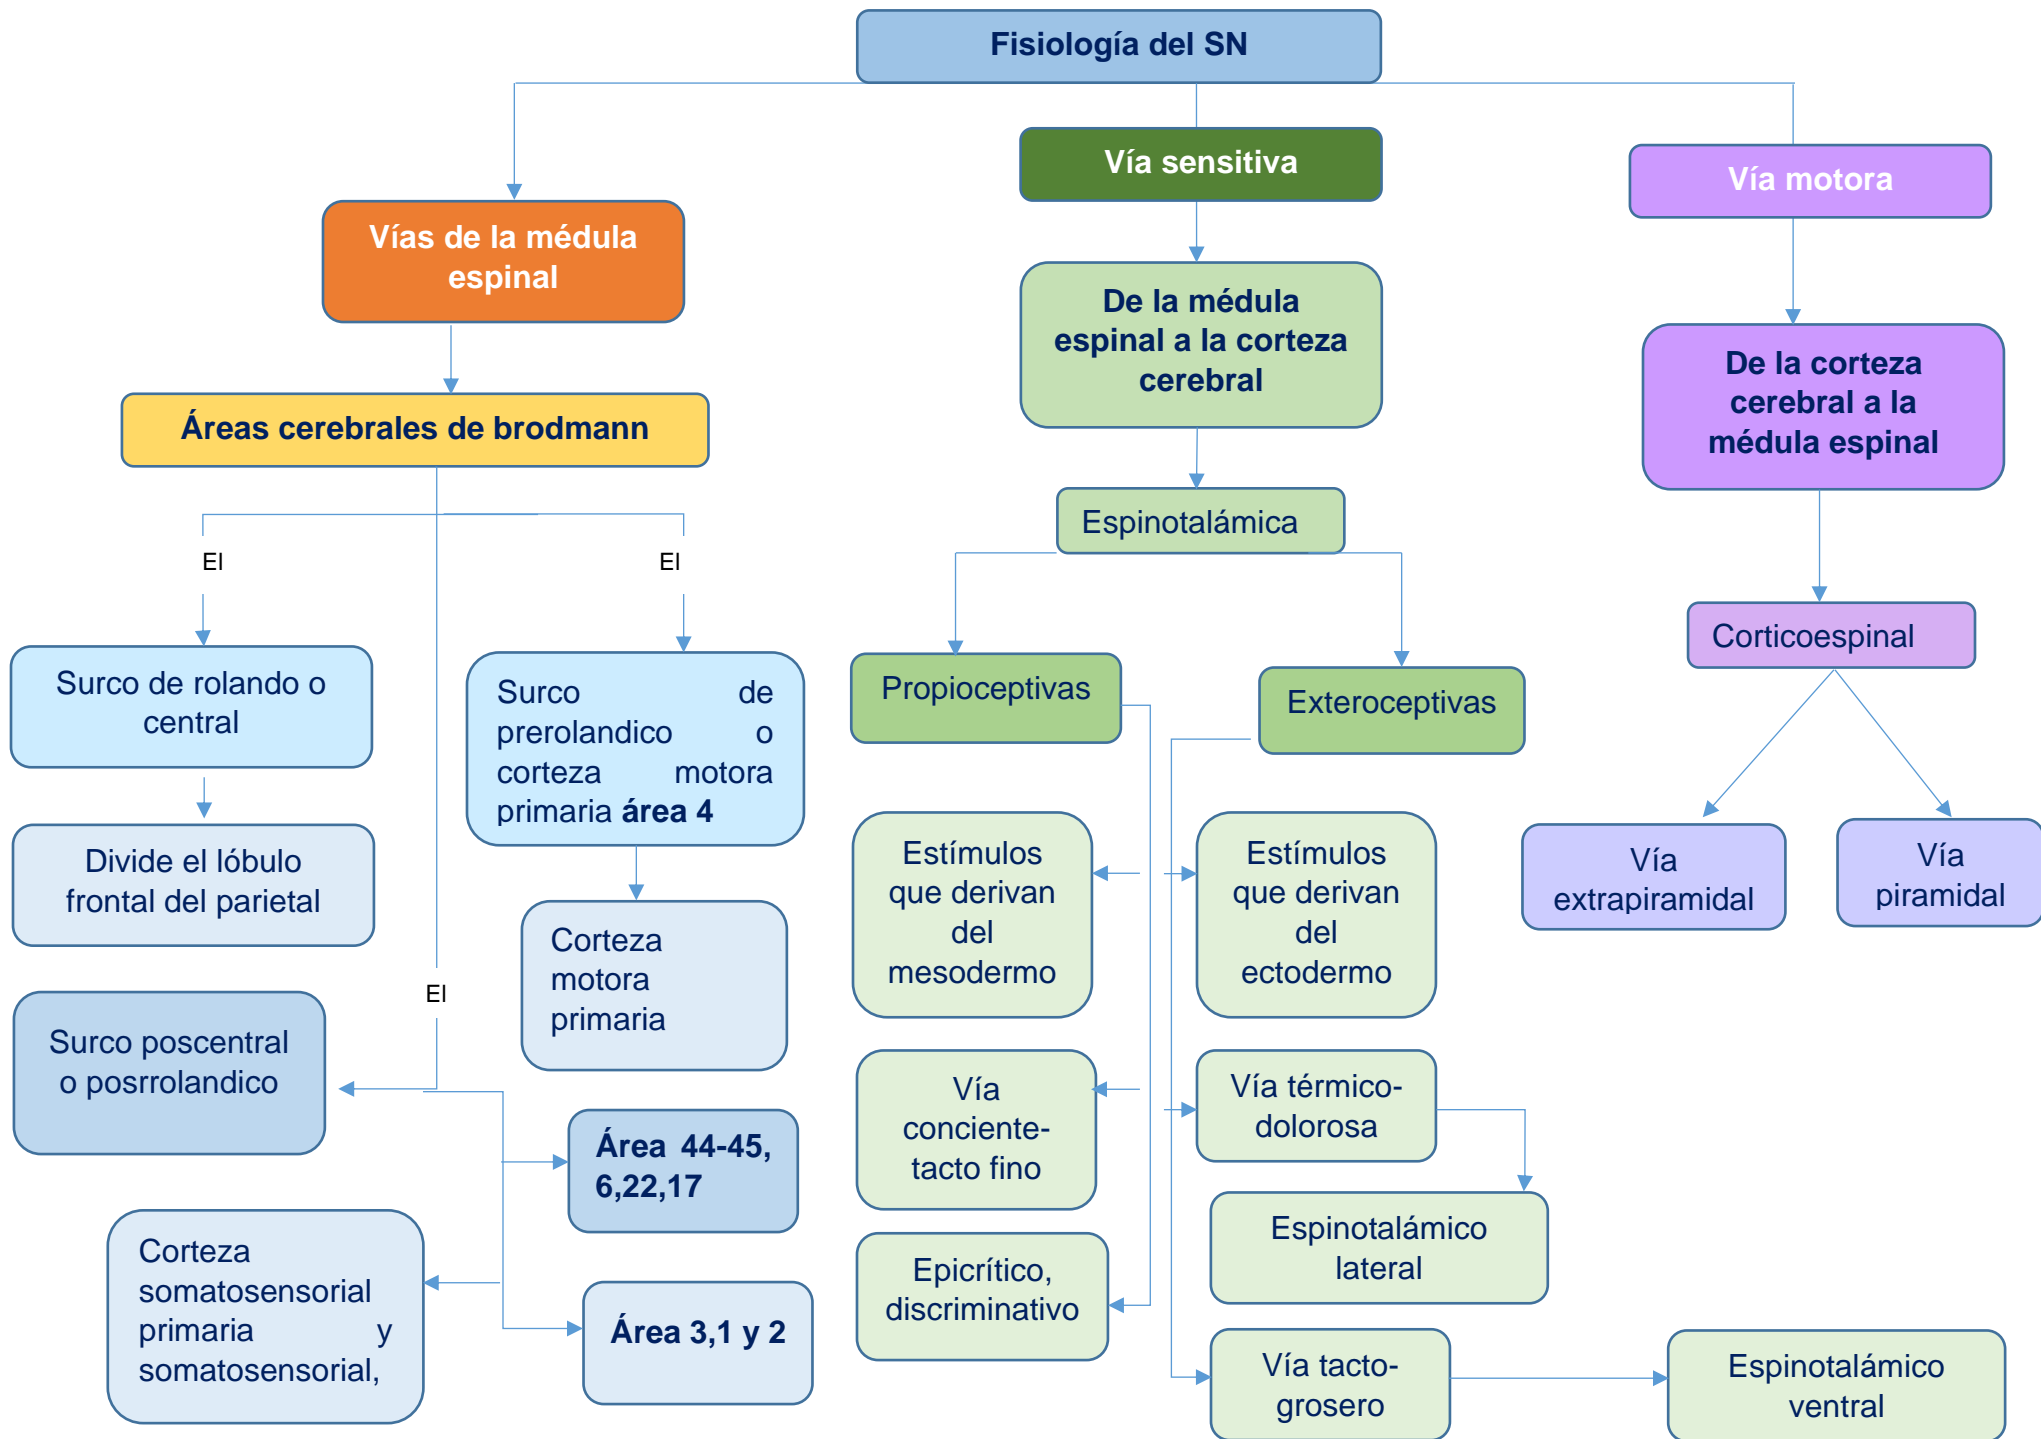 Fisiología del SN
Vías de la médula
espinal
Áreas cerebrales de brodmann
El
El
Surco de rolando o
central
Divide el lóbulo
frontal del parietal
Surco de
prerolandico o
corteza motora
primaria área 4
Corteza
motora
primaria
El
Surco poscentral
o posrrolandico
Área 44-45,
6,22,17
Corteza
somatosensorial
primaria y
somatosensorial,
Área 3,1 y 2
Vía sensitiva
De la médula
espinal a la corteza
cerebral
Espinotalámica
Propioceptivas
Estímulos
que derivan
del
mesodermo
Vía
conciente-
tacto fino
Epicrítico,
discriminativo
Exteroceptivas
Estímulos
que derivan
del
ectodermo
Vía térmico-
dolorosa
Espinotalámico
lateral
Vía tacto-
grosero
Espinotalámico
ventral
Vía motora
De la corteza
cerebral a la
médula espinal
Corticoespinal
Vía
extrapiramidal
Vía
piramidal